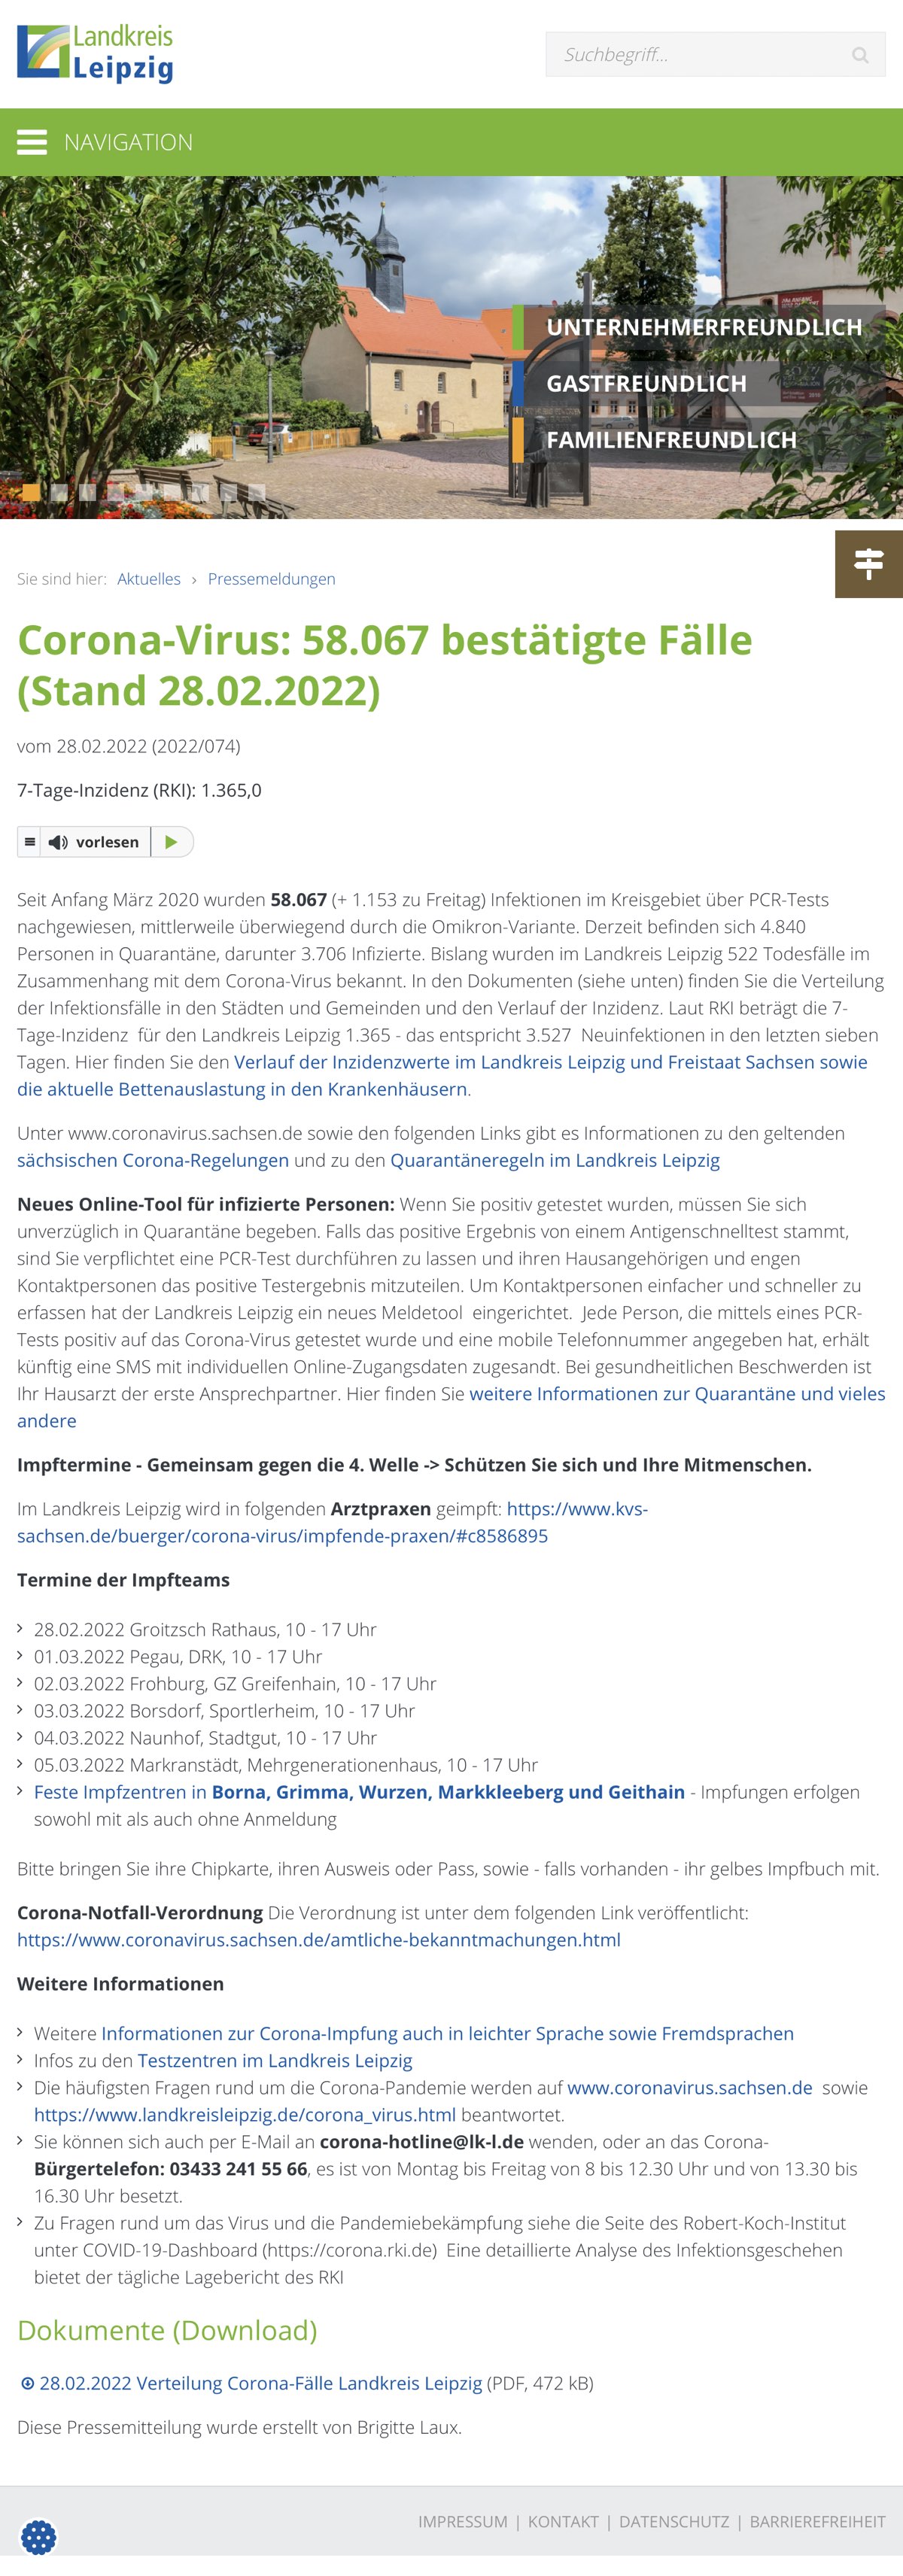 Landkreis
Leipzig
Suchbegriff...
NAVIGATION
UNTERNEHMERFREUNDLICH
GASTFREUNDLICH
FAMILIENFREUNDLICH
Sie sind hier: Aktuelles › Pressemeldungen
Corona-Virus: 58.067 bestätigte Fälle
(Stand 28.02.2022)
vom 28.02.2022 (2022/074)
7-Tage-Inzidenz (RKI): 1.365,0
vorlesen
Seit Anfang März 2020 wurden 58.067 (+ 1.153 zu Freitag) Infektionen im Kreisgebiet über PCR-Tests
nachgewiesen, mittlerweile überwiegend durch die Omikron-Variante. Derzeit befinden sich 4.840
Personen in Quarantäne, darunter 3.706 Infizierte. Bislang wurden im Landkreis Leipzig 522 Todesfälle im
Zusammenhang mit dem Corona-Virus bekannt. In den Dokumenten (siehe unten) finden Sie die Verteilung
der Infektionsfälle in den Städten und Gemeinden und den Verlauf der Inzidenz. Laut RKI beträgt die 7-
Tage-Inzidenz für den Landkreis Leipzig 1.365 - das entspricht 3.527 Neuinfektionen in den letzten sieben
Tagen. Hier finden Sie den Verlauf der Inzidenzwerte im Landkreis Leipzig und Freistaat Sachsen sowie
die aktuelle Bettenauslastung in den Krankenhäusern.
Unter www.coronavirus.sachsen.de sowie den folgenden Links gibt es Informationen zu den geltenden
sächsischen Corona-Regelungen und zu den Quarantäneregeln im Landkreis Leipzig
Neues Online-Tool für infizierte Personen: Wenn Sie positiv getestet wurden, müssen Sie sich
unverzüglich in Quarantäne begeben. Falls das positive Ergebnis von einem Antigenschnelltest stammt,
sind Sie verpflichtet eine PCR-Test durchführen zu lassen und ihren Hausangehörigen und engen
Kontaktpersonen das positive Testergebnis mitzuteilen. Um Kontaktpersonen einfacher und schneller zu
erfassen hat der Landkreis Leipzig ein neues Meldetool eingerichtet. Jede Person, die mittels eines PCR-
Tests positiv auf das Corona-Virus getestet wurde und eine mobile Telefonnummer angegeben hat, erhält
künftig eine SMS mit individuellen Online-Zugangsdaten zugesandt. Bei gesundheitlichen Beschwerden ist
Ihr Hausarzt der erste Ansprechpartner. Hier finden Sie weitere Informationen zur Quarantäne und vieles
andere
Impftermine - Gemeinsam gegen die 4. Welle -> Schützen Sie sich und Ihre Mitmenschen.
Im Landkreis Leipzig wird in folgenden Arztpraxen geimpft: https://www.kvs-
sachsen.de/buerger/corona-virus/impfende-praxen/#c8586895
Termine der Impfteams
28.02.2022 Groitzsch Rathaus, 10 - 17 Uhr
01.03.2022 Pegau, DRK, 10 - 17 Uhr
02.03.2022 Frohburg, GZ Greifenhain, 10 - 17 Uhr
03.03.2022 Borsdorf, Sportlerheim, 10 - 17 Uhr
04.03.2022 Naunhof, Stadtgut, 10 - 17 Uhr
05.03.2022 Markranstädt, Mehrgenerationenhaus, 10 - 17 Uhr
Feste Impfzentren in Borna, Grimma, Wurzen, Markkleeberg und Geithain - Impfungen erfolgen
sowohl mit als auch ohne Anmeldung
Bitte bringen Sie ihre Chipkarte, ihren Ausweis oder Pass, sowie - falls vorhanden - ihr gelbes Impfbuch mit.
Corona-Notfall-Verordnung Die Verordnung ist unter dem folgenden Link veröffentlicht:
https://www.coronavirus.sachsen.de/amtliche-bekanntmachungen.html
Weitere Informationen
Weitere Informationen zur Corona-Impfung auch in leichter Sprache sowie Fremdsprachen
Infos zu den Testzentren im Landkreis Leipzig
Die häufigsten Fragen rund um die Corona-Pandemie werden auf www.coronavirus.sachsen.de sowie
https://www.landkreisleipzig.de/corona_virus.html beantwortet.
Sie können sich auch per E-Mail an corona-hotline@lk-l.de wenden, oder an das Corona-
Bürgertelefon: 03433 241 55 66, es ist von Montag bis Freitag von 8 bis 12.30 Uhr und von 13.30 bis
16.30 Uhr besetzt.
Zu Fragen rund um das Virus und die Pandemiebekämpfung siehe die Seite des Robert-Koch-Institut
unter COVID-19-Dashboard (https://corona.rki.de) Eine detaillierte Analyse des Infektionsgeschehen
bietet der tägliche Lagebericht des RKI
Dokumente (Download)
28.02.2022 Verteilung Corona-Fälle Landkreis Leipzig (PDF, 472 kB)
Diese Pressemitteilung wurde erstellt von Brigitte Laux.
IMPRESSUM | KONTAKT | DATENSCHUTZ | BARRIEREFREIHEIT